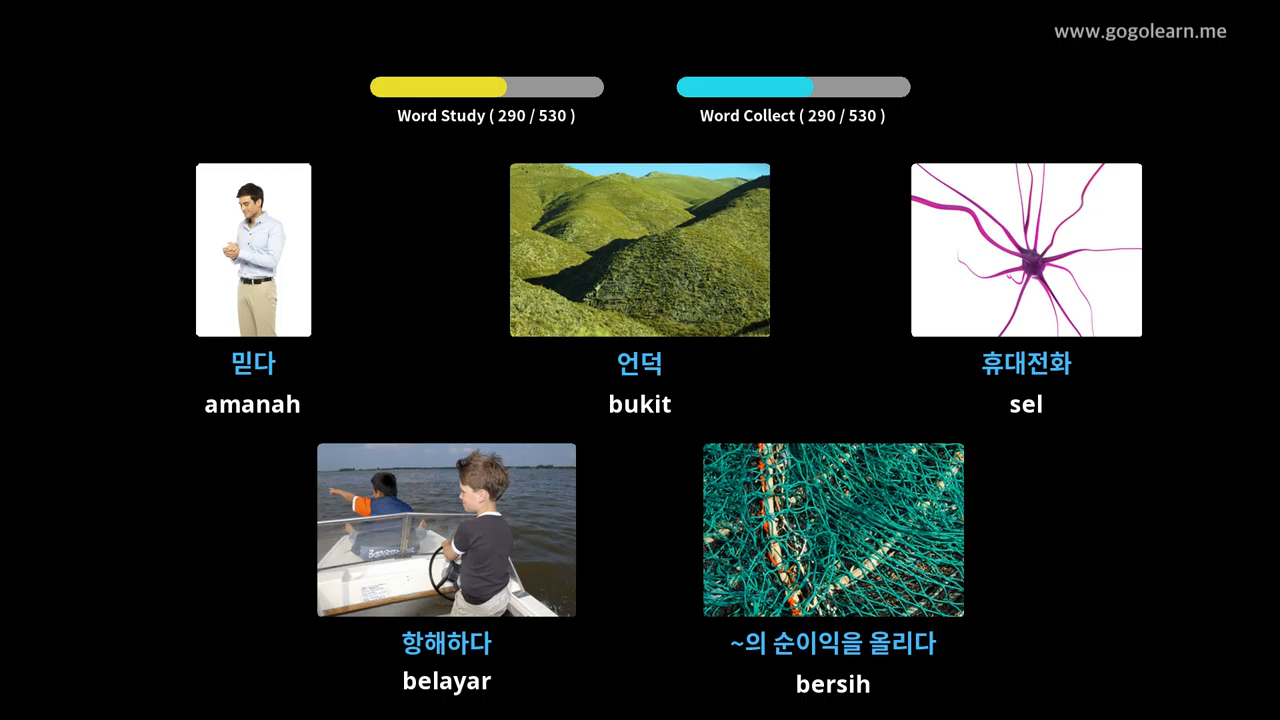 www.gogolearn.me
Word Study ( 290 / 530 )
Word Collect ( 290 / 530 )
믿다
언덕
휴대전화
amanah
bukit
sel
항해하다
~의 순이익을 올리다
belayar
bersih